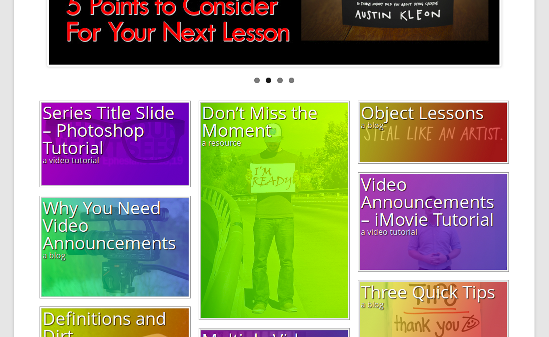 5 Points to Consider
For Your Next Lesson
AUSTIN KLEON
Series Title Slide
– Photoshop
Tutorial
a video tutorial
Why You Need
Video
Announcements
a blog
Definitions and
Dirt
Don't Miss the
Moment
a resource
I'M
READY!
Object Lessons
a blog
STEAL LIKE AN ARTIST.
Video
Announcements
– iMovie Tutorial
a video tutorial
Three Quick Tips
a blog
TIPS
thank you